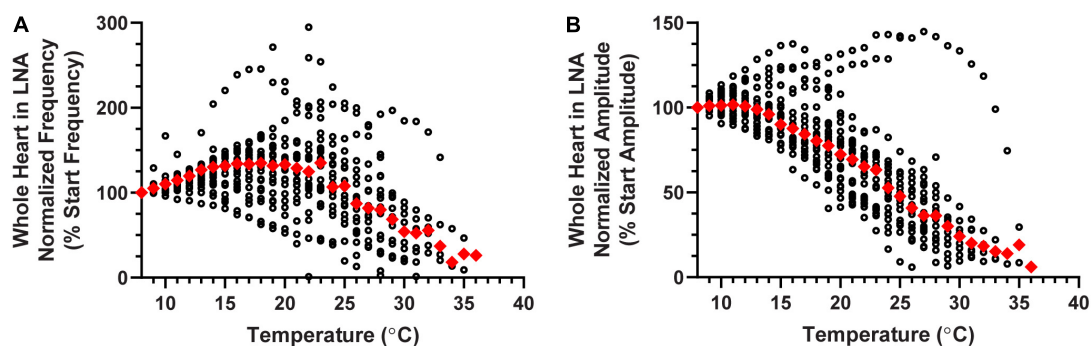 A
Whole Heart in LNA
Normalized Frequency
(% Start Frequency)
300
200
100
0
10 15 20 25 30 35 40
Temperature (°C)
B
Whole Heart in LNA
Normalized Amplitude
(% Start Amplitude)
150
100
50
0
10 15 20 25 30 35 40
Temperature (°C)